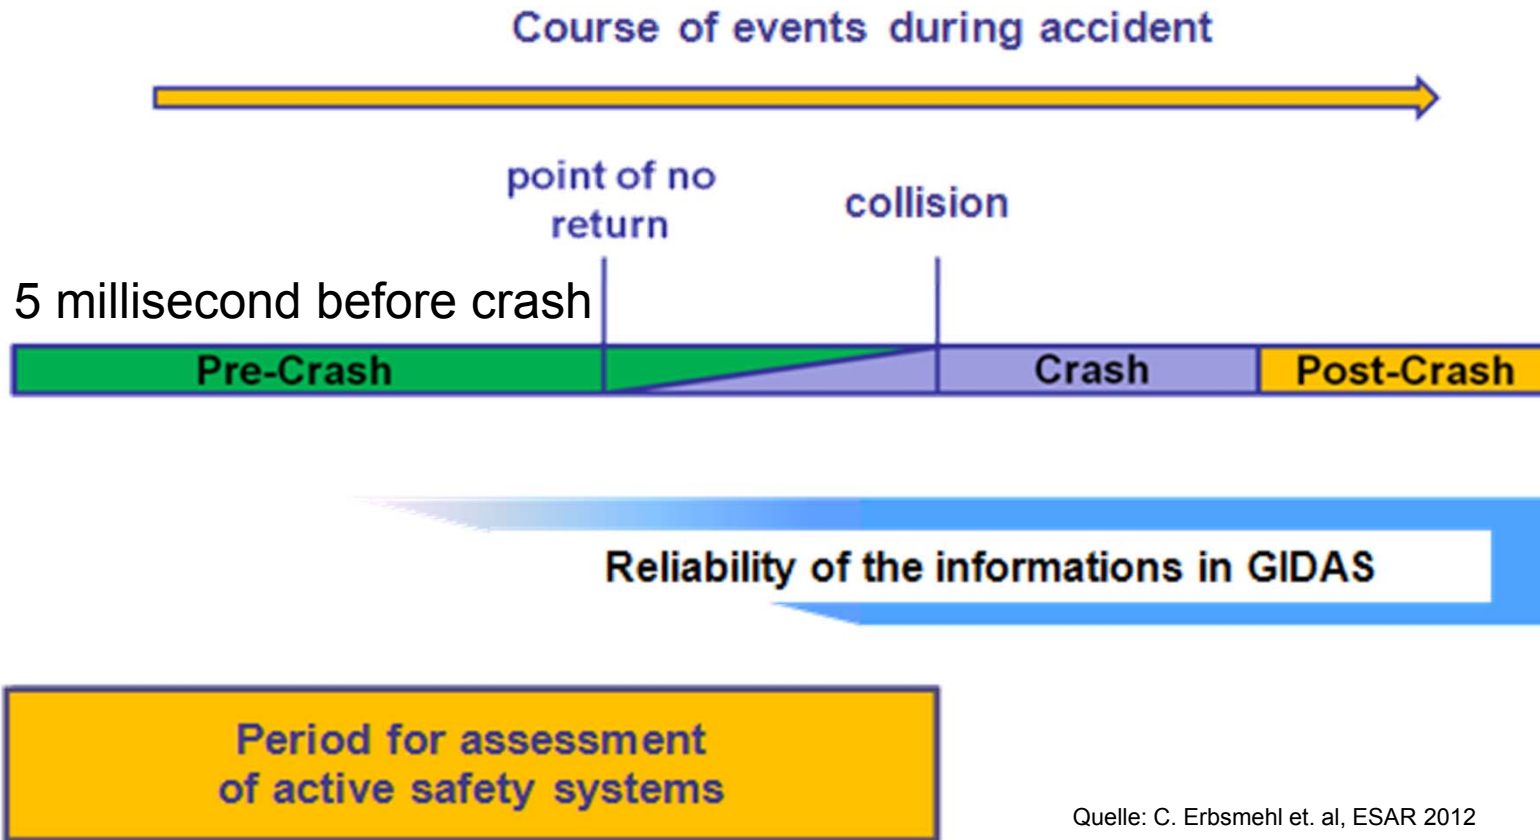 Course of events during accident
point of no
return
collision
5 millisecond before crash
Pre-Crash
Crash
Post-Crash
Reliability of the informations in GIDAS
Period for assessment
of active safety systems
Quelle: C. Erbsmehl et. al, ESAR 2012